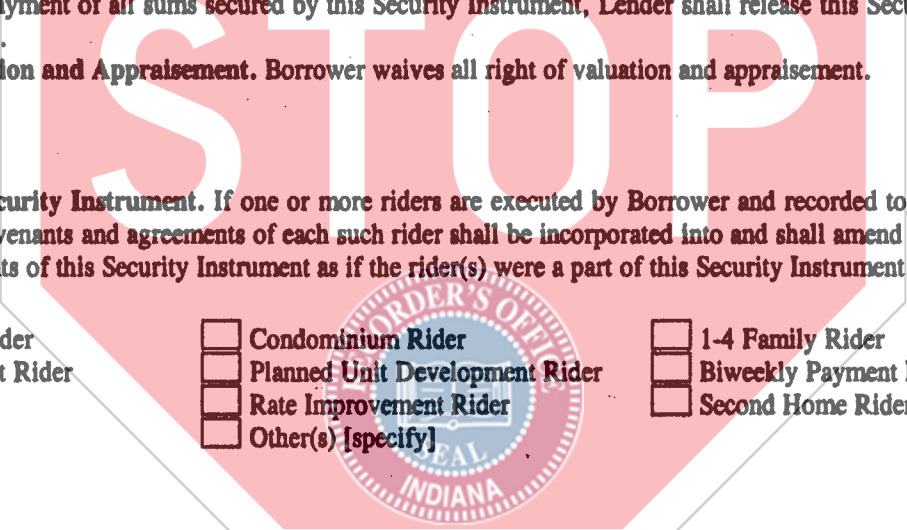 yment of all sums secured by this Security Instrument, Lender shall release this Secu
.
ion and Appraisement. Borrower waives all right of valuation and appraisement.
STOP
curity Instrument. If one or more riders are executed by Borrower and recorded to
venants and agreements of each such rider shall be incorporated into and shall amend
ts of this Security Instrument as if the rider(s) were a part of this Security Instrument
der Condominium Rider 1-4 Family Rider
t Rider Planned Unit Development Rider Biweekly Payment
Rate Improvement Rider Second Home Rider
Other(s) [specify]
RECORDER'S OFFICE
SEAL
INDIANA